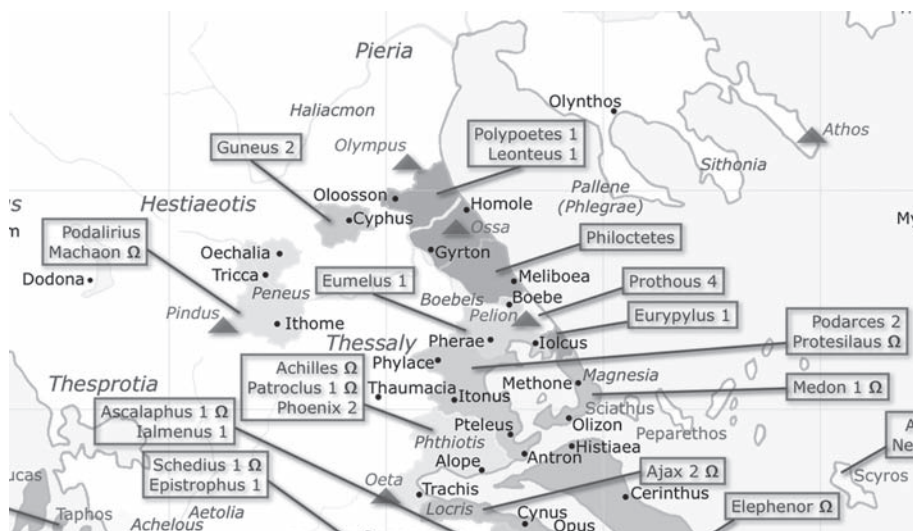 Pieria
Olynthos
Haliacmon
Athos
Olympus
Polypoetes 1
Leonteus 1
Guneus 2
Sithonia
Pallene
(Phlegrae)
Oloosson
Homole
Hestiaeotis
Cyphus
Ossa
Podalirius
Machaon Ω
Philoctetes
Gyrton
Oechalia
Tricca
Dodona
Eumelus 1
Meliboea
Prothous 4
Peneus
Boebeis
Boebe
Pelion
Pindus
Ithome
Eurypylus 1
Podarces 2
Protesilaus Ω
Thessaly
Pherae
Iolcus
Phylace
Achilles Ω
Patroclus 1 Ω
Phoenix 2
Thesprotia
Thaumacia
Itonus
Methone
Magnesia
Medon 1 Ω
Ascalaphus 1 Ω
Ialmenus 1
Sciathus
Pteleus
Olizon
Peparethos
Phthiotis
Histiaea
Antron
Schedius 1 Ω
Epistrophus 1
Alope
Oeta
Ajax 2 Ω
Scyros
Trachis
Cerinthus
Locris
Elephenor Ω
Taphos
Aetolia
Achelous
Cynus
Opus